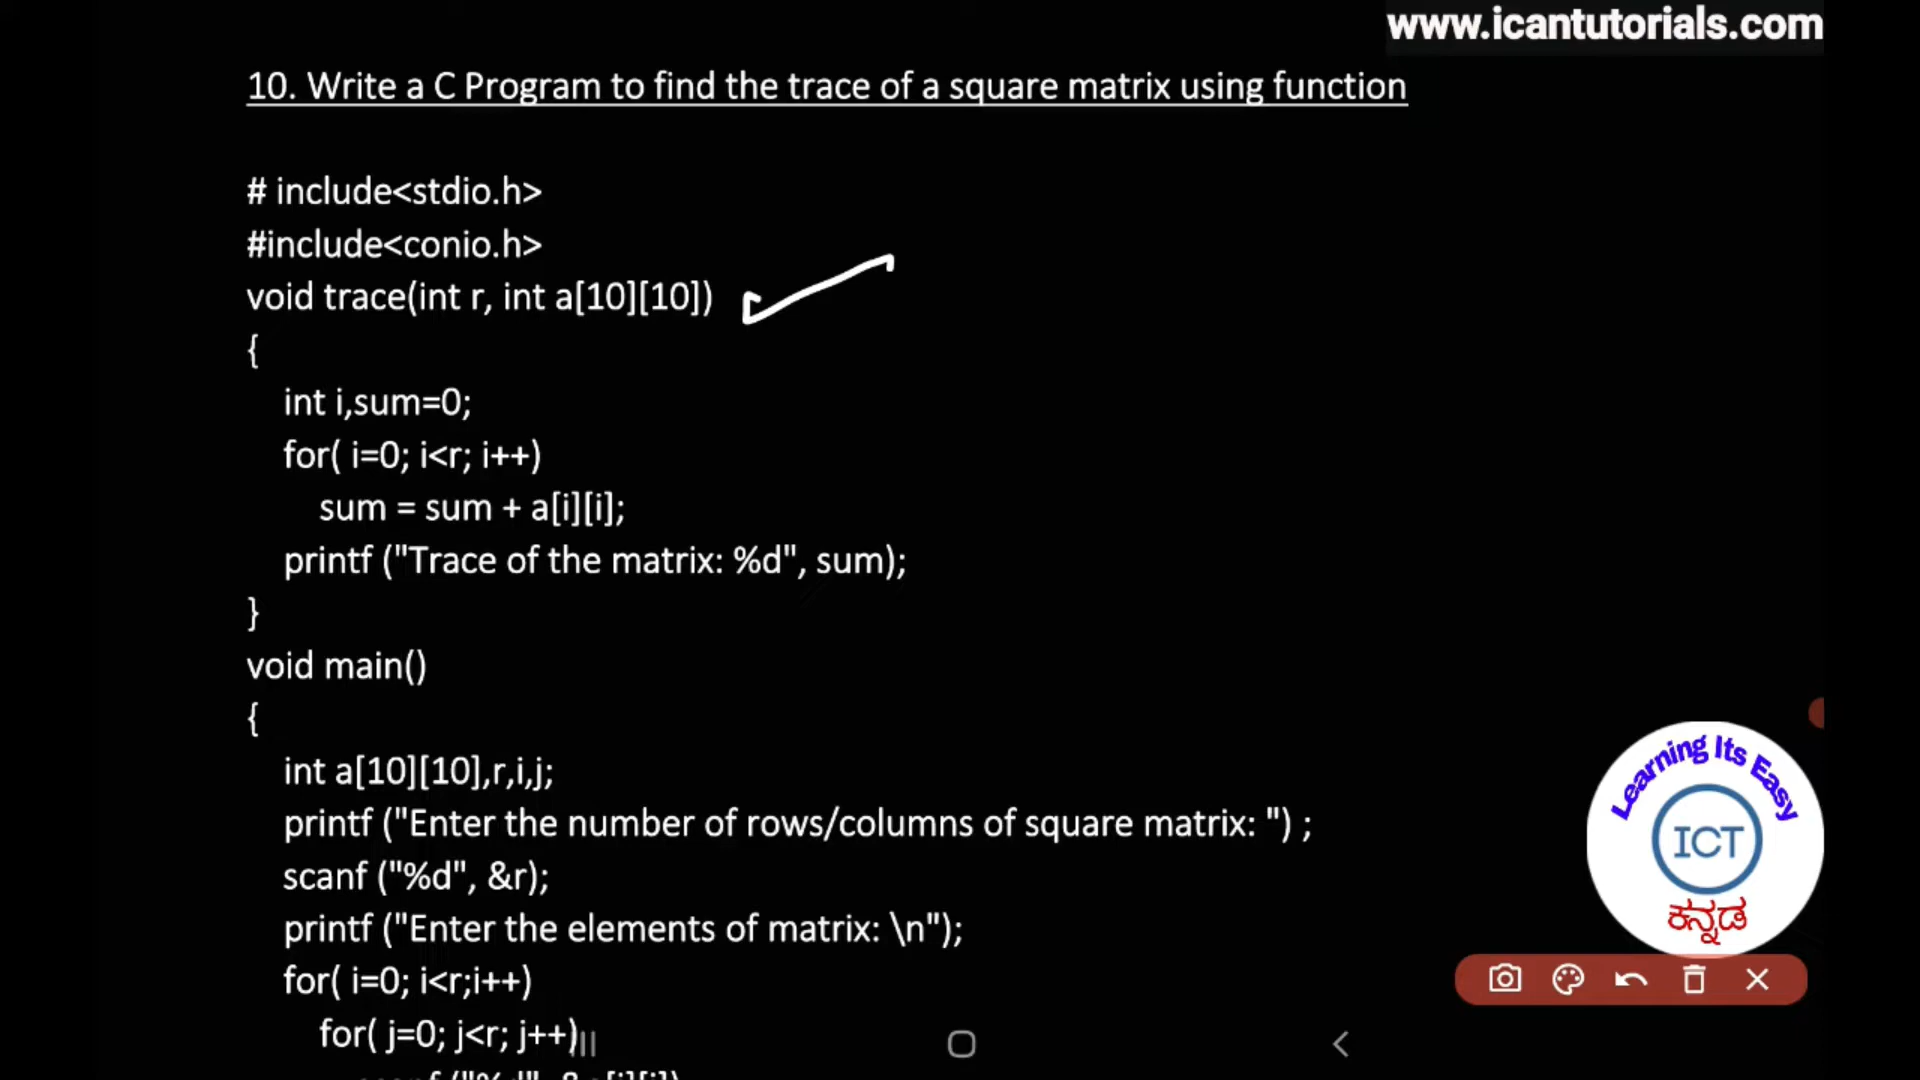 www.icantutorials.com
10. Write a C Program to find the trace of a square matrix using function
# include<stdio.h>
#include<conio.h>
void trace(int r, int a[10][10])
{
int i,sum=0;
for( i=0; i<r; i++)
sum = sum + a[i][i];
printf ("Trace of the matrix: %d", sum);
}
void main()
{
int a[10][10],r,i,j;
printf ("Enter the number of rows/columns of square matrix: ") ;
scanf ("%d", &r);
printf ("Enter the elements of matrix: \n");
for( i=0; i<r;i++)
for( j=0; j<r; j++)
Learning Its Easy
ICT
ಕನ್ನಡ